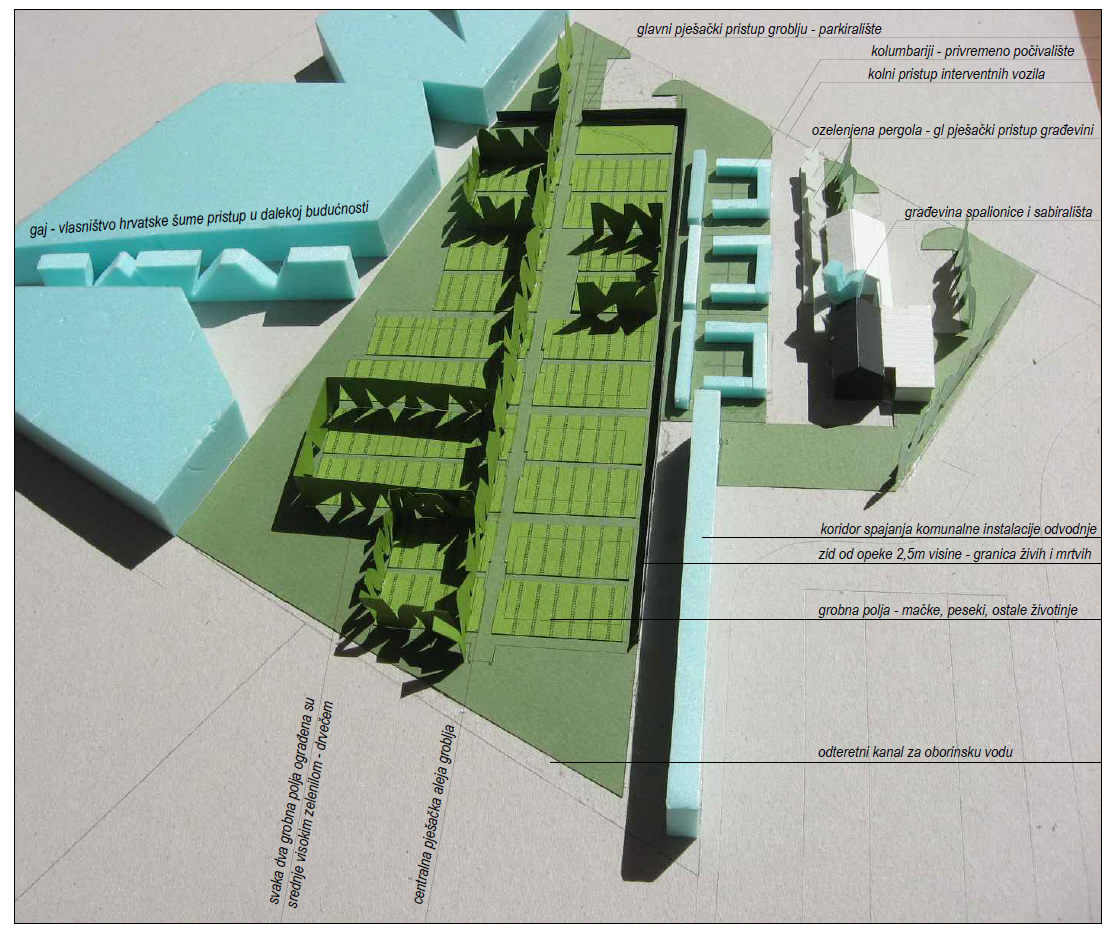 glavni pješački pristup groblju - parkiralište
kolumbariji - privremeno počivalište
kolni pristup interventnih vozila
ozelenjena pergola - gl pješački pristup građevini
gaj - vlasništvo hrvatske šume pristup u dalekoj budućnosti
građevina spalionice i sabirališta
koridor spajanja komunalne instalacije odvodnje
zid od opeke 2,5m visine - granica živih i mrtvih
grobna polja - mačke, peseki, ostale životinje
odteretni kanal za oborinsku vodu
svaka dva grobna polja ograđena su
srednje visokim zelenilom - drvečem
centralna pješačka aleja groblja